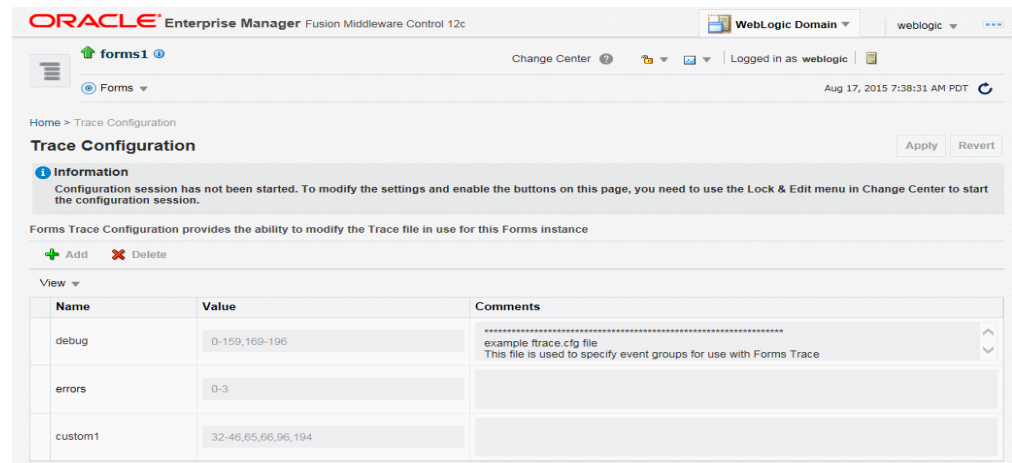 ORACLE Enterprise Manager Fusion Middleware Control 12c
WebLogic Domain
weblogic
forms1
Change Center
Logged in as weblogic
Forms
Aug 17, 2015 7:38:31 AM PDT
Home > Trace Configuration
Trace Configuration
Apply
Revert
Information
Configuration session has not been started. To modify the settings and enable the buttons on this page, you need to use the Lock & Edit menu in Change Center to start
the configuration session.
Forms Trace Configuration provides the ability to modify the Trace file in use for this Forms instance
Add
Delete
View
Name Value Comments
debug
0-159,169-196
*******************************************************************
example ftrace.cfg file
This file is used to specify event groups for use with Forms Trace
errors
0-3
custom1
32-46,65,66,96,194